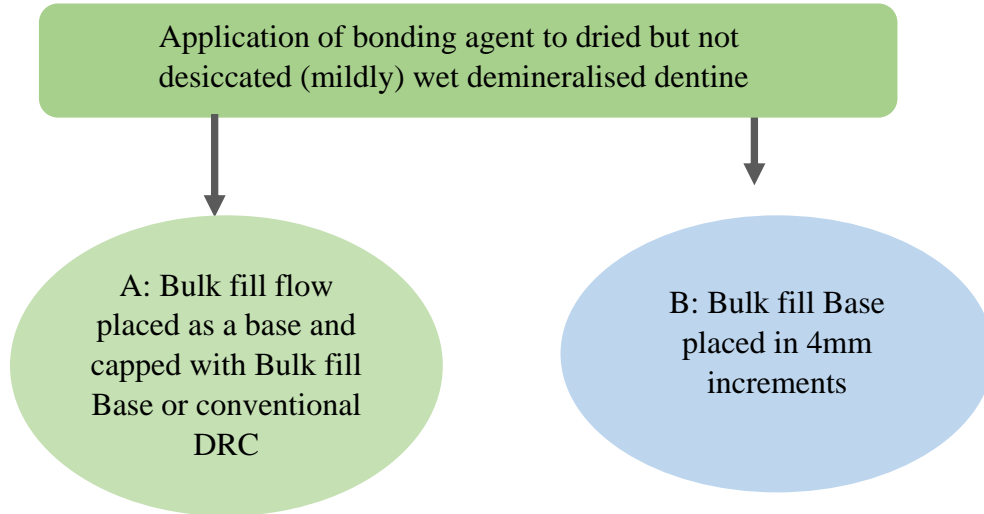 Application of bonding agent to dried but not
desiccated (mildly) wet demineralised dentine
A: Bulk fill flow
placed as a base and
capped with Bulk fill
Base or conventional
DRC
B: Bulk fill Base
placed in 4mm
increments